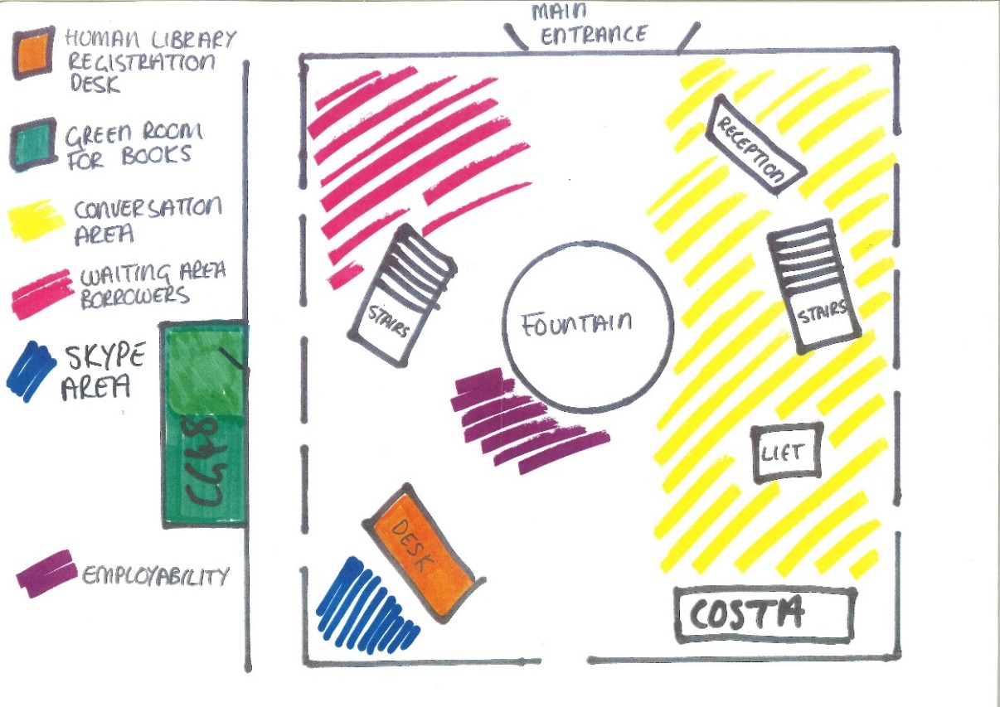 HUMAN LIBRARY
REGISTRATION
DESK
GREEN ROOM
FOR BOOKS
CONVERSATION
AREA
WAITING AREA
BORROWERS
SKYPE
AREA
CG48
EMPLOYABILITY
MAIN
ENTRANCE
RECEPTION
STAIRS
FOUNTAIN
STAIRS
LIFT
DESK
COSTA